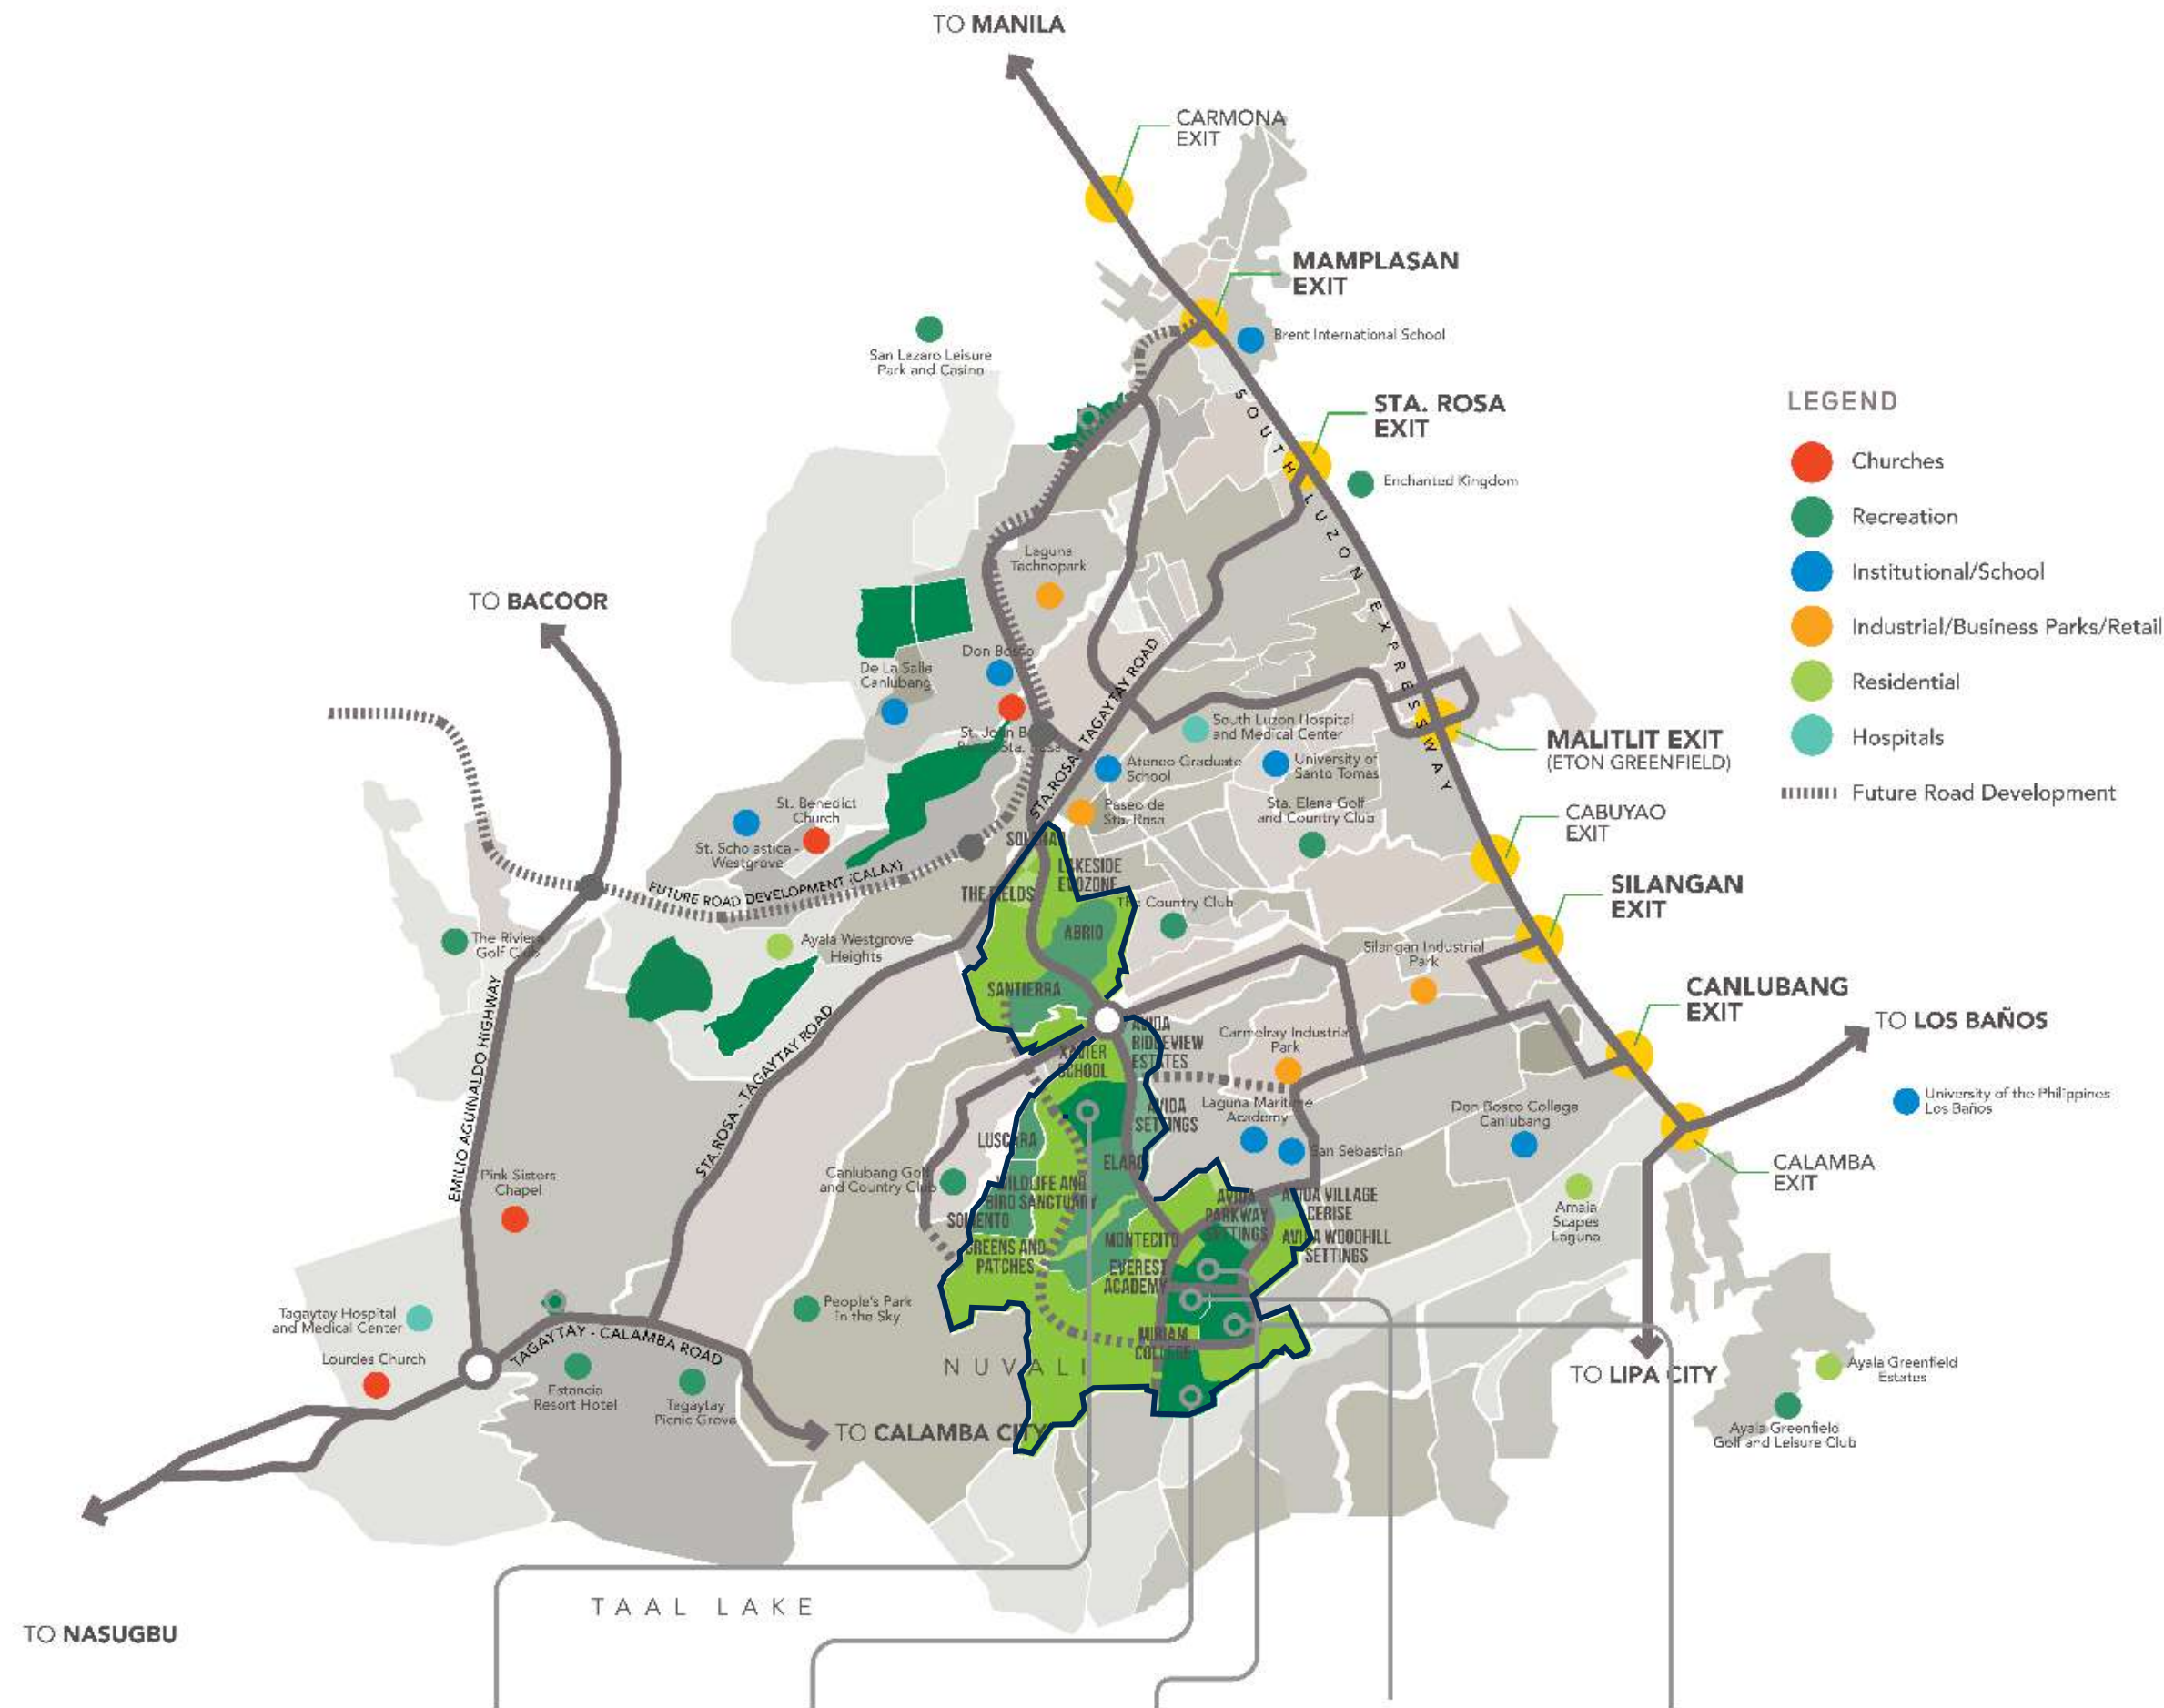 TO MANILA
CARMONA
EXIT
MAMPLASAN
EXIT
Brent International School
San Lazaro Leisure
Park and Casino
STA. ROSA
EXIT
Enchanted Kingdom
SOUTH LUZON EXPRESSWAY
LEGEND
Churches
Recreation
Institutional/School
Industrial/Business Parks/Retail
Residential
Hospitals
Future Road Development
Laguna
Technopark
TO BACOOR
Don Bosco
De La Salle
Canlubang
St. John B
Sta. Rosa
STA.ROSA - TAGAYTAY ROAD
South Luzon Hospital
and Medical Center
Ateneo Graduate
School
University of
Santo Tomas
MALITLIT EXIT
(ETON GREENFIELD)
St. Benedict
Church
St. Scholastica -
Westgrove
Paseo de
Sta. Rosa
Sta. Elena Golf
and Country Club
CABUYAO
EXIT
FUTURE ROAD DEVELOPMENT (CALAX)
SOLENAD
LAKESIDE
EVOZONE
THE FIELDS
The Country Club
ABRIO
SILANGAN
EXIT
The Riviera
Golf Club
Ayala Westgrove
Heights
Silangan Industrial
Park
SANTIERRA
CANLUBANG
EXIT
TO LOS BAÑOS
EMILIO AGUINALDO HIGHWAY
STA.ROSA - TAGAYTAY ROAD
AVIDA
RIDGEVIEW
ESTATES
XAVIER
SCHOOL
Carmelray Industrial
Park
University of the Philippines
Los Baños
AVIDA
SETTINGS
Laguna Maritime
Academy
San Sebastian
Don Bosco College
Canlubang
LUSCARA
ELARO
CALAMBA
EXIT
Pink Sisters
Chapel
Canlubang Golf
and Country Club
WILDLIFE AND
BIRD SANCTUARY
SOLIENTO
AVIDA
PARKWAY
SETTINGS
AVIDA VILLAGE
CERISE
AVIDA WOODHILL
SETTINGS
Amaia
Scapes
Laguna
GREENS AND
PATCHES
MONTECITO
EVEREST
ACADEMY
People's Park
in the Sky
Tagaytay Hospital
and Medical Center
Lourdes Church
TAGAYTAY - CALAMBA ROAD
Estancia
Resort Hotel
Tagaytay
Picnic Grove
MIRIAM
COLLEGE
NUVALI
TO LIPA CITY
Ayala Greenfield
Estates
Ayala Greenfield
Golf and Leisure Club
TO CALAMBA CITY
TAAL LAKE
TO NASUGBU